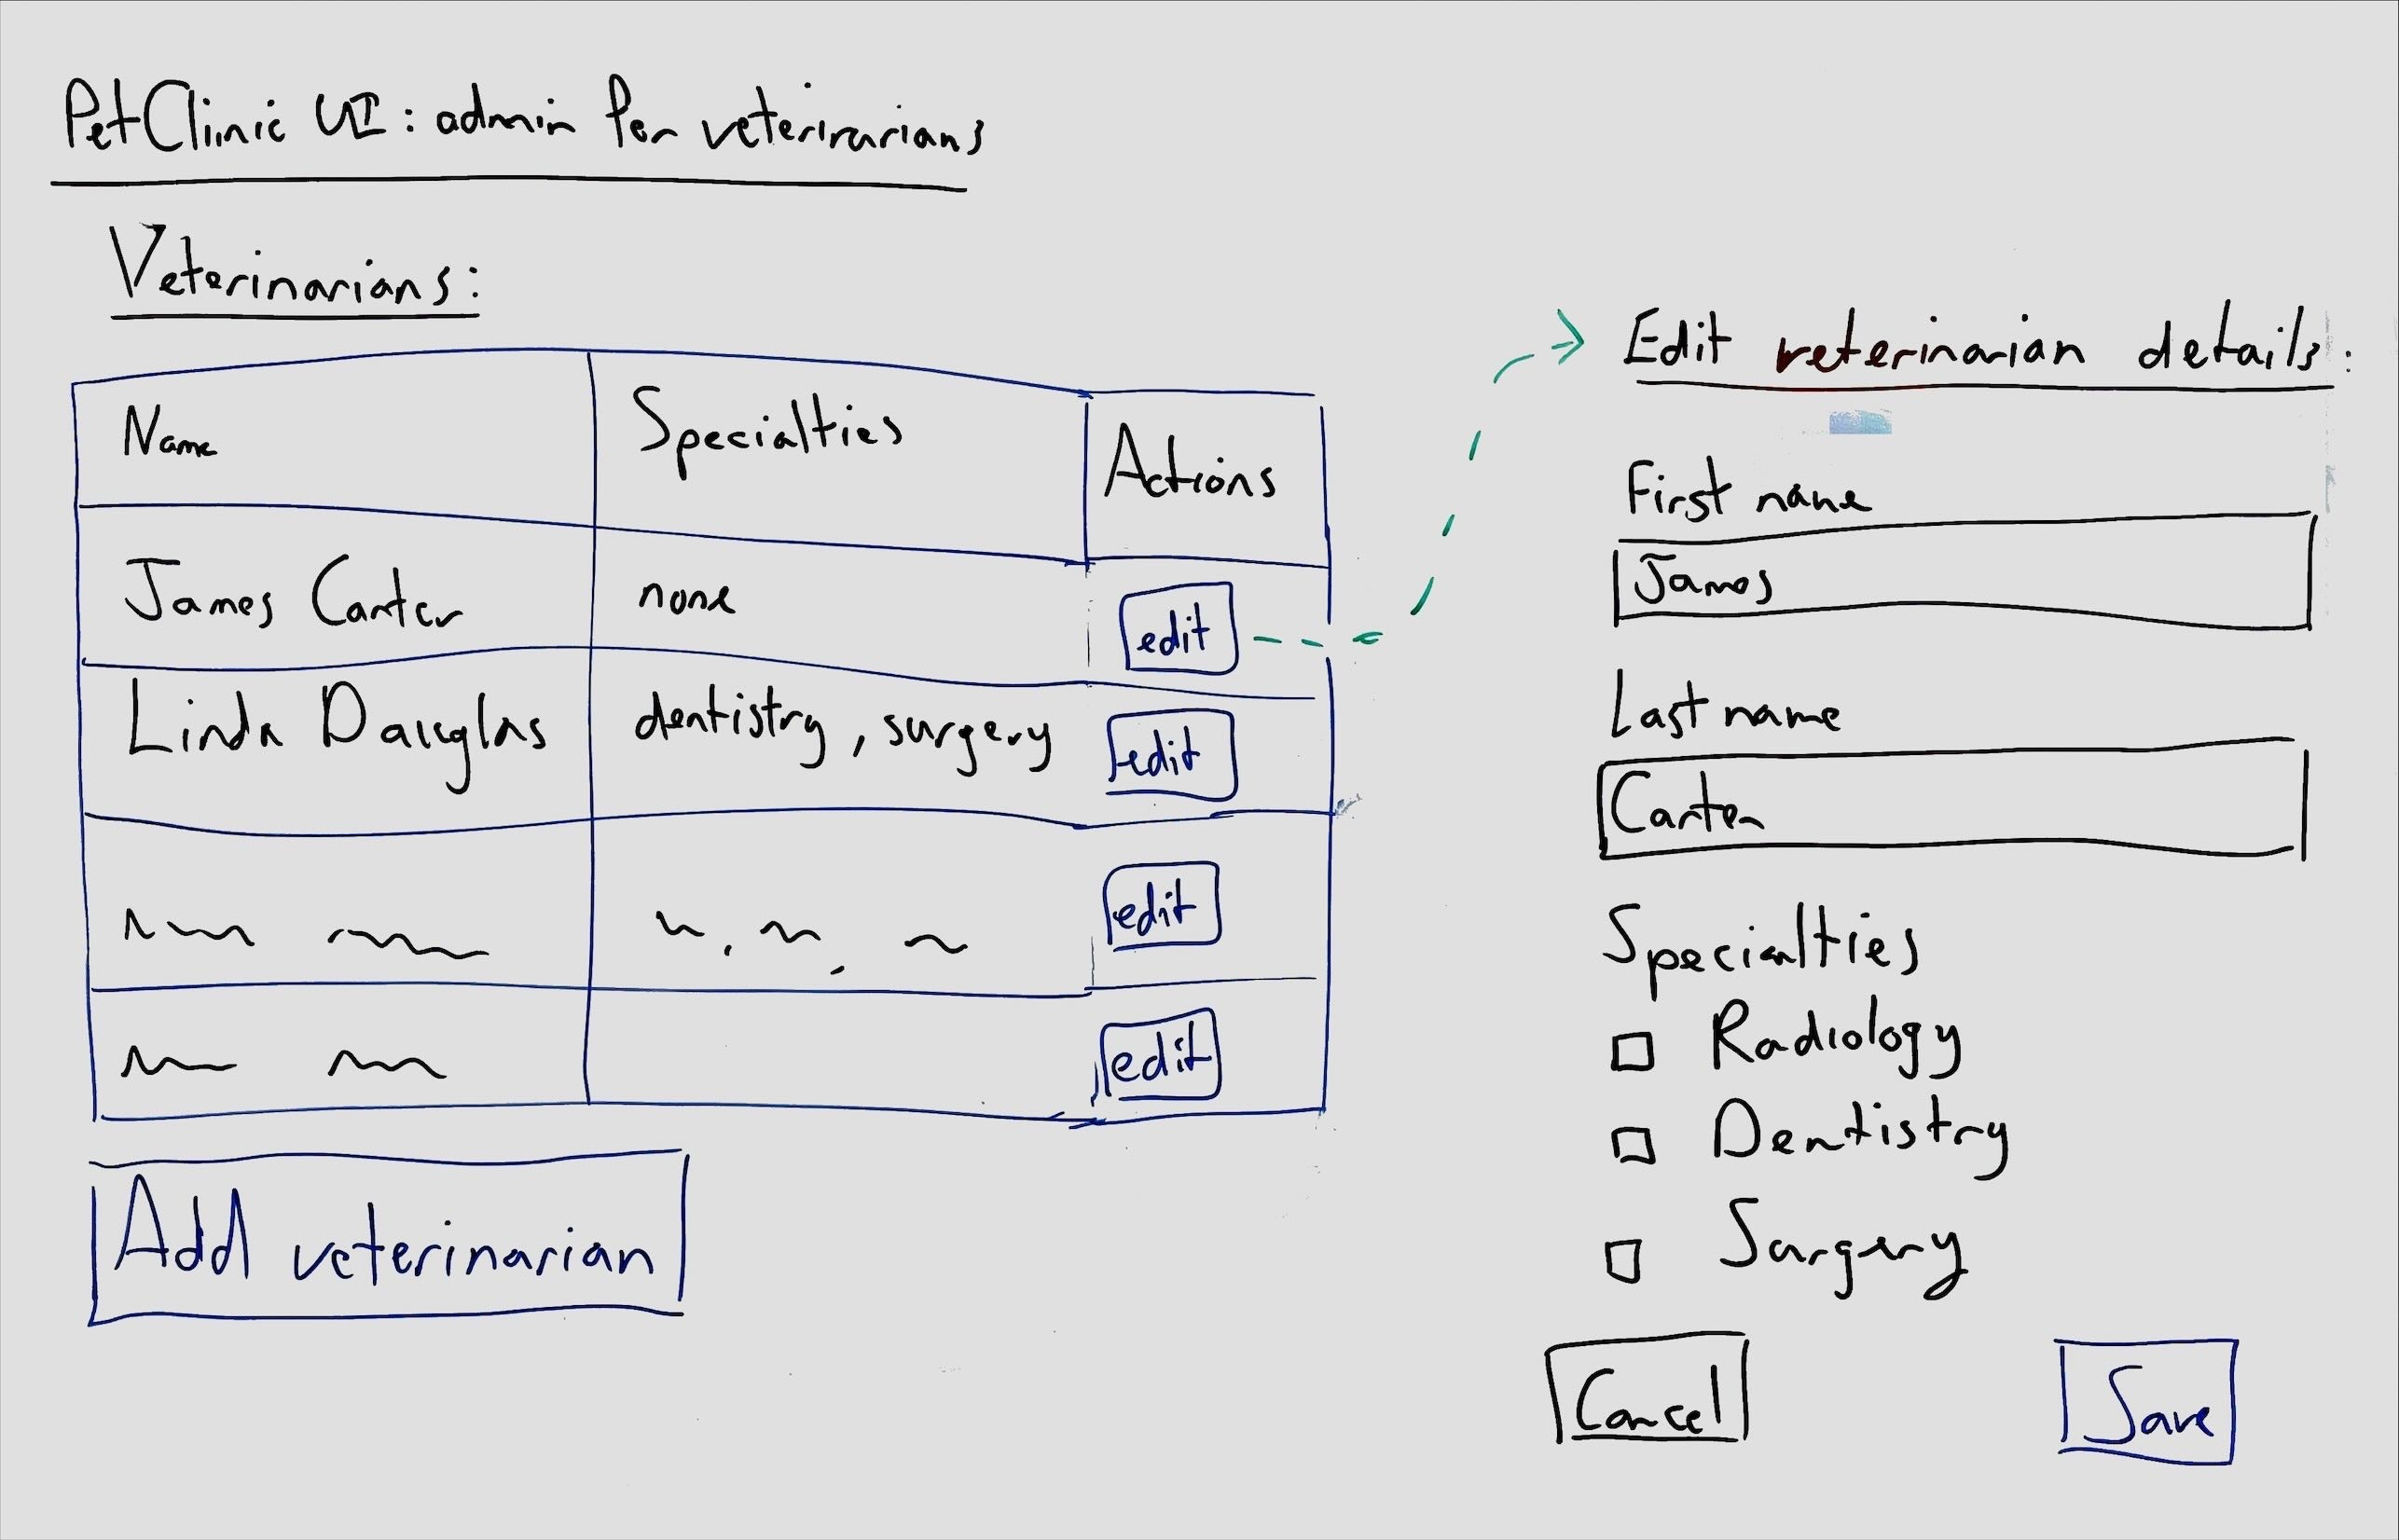 PetClinic UI: admin for veterinarians
Veterinarians:
Name Specialties Actions
James Carter none edit
Linda Dauglas dentistry, surgery edit
edit
edit
Add veterinarian
Edit veterinarian details:
First name
James
Last name
Carter
Specialties
Radiology
Dentistry
Surgery
Cancel Save